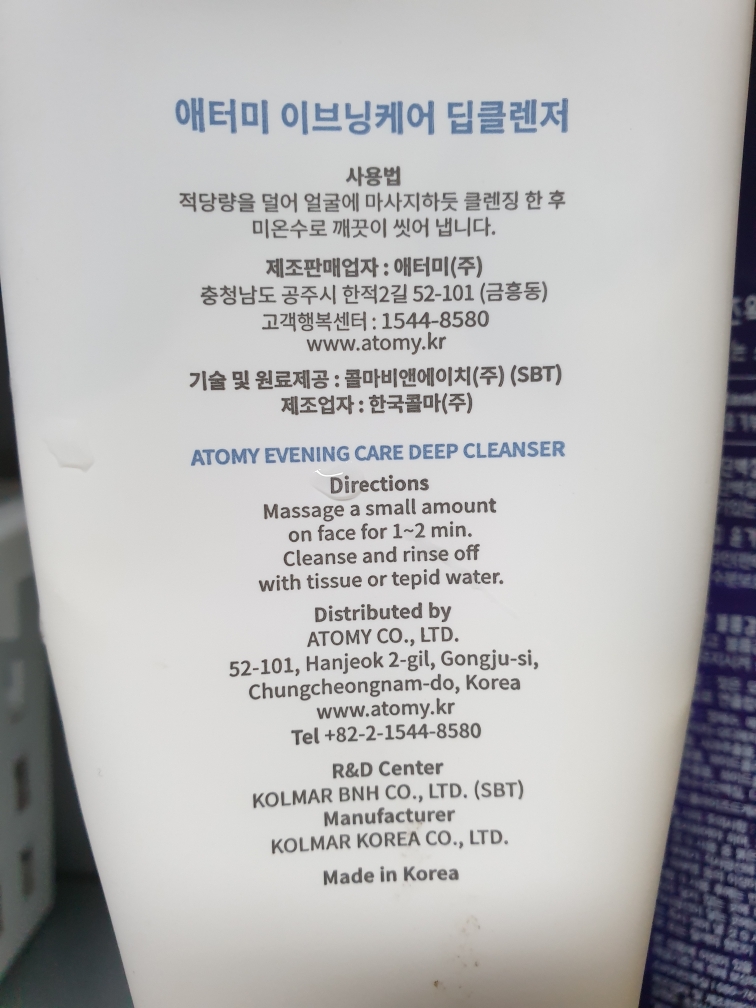 애터미 이브닝케어 딥클렌저
사용법
적당량을 덜어 얼굴에 마사지하듯 클렌징 한 후
미온수로 깨끗이 씻어 냅니다.
제조판매업자 : 애터미(주)
충청남도 공주시 한적2길 52-101 (금흥동)
고객행복센터 : 1544-8580
www.atomy.kr
기술 및 원료제공 : 콜마비앤에이치(주) (SBT)
제조업자 : 한국콜마(주)
ATOMY EVENING CARE DEEP CLEANSER
Directions
Massage a small amount
on face for 1~2 min.
Cleanse and rinse off
with tissue or tepid water.
Distributed by
ATOMY CO., LTD.
52-101, Hanjeok 2-gil, Gongju-si,
Chungcheongnam-do, Korea
www.atomy.kr
Tel +82-2-1544-8580
R&D Center
KOLMAR BNH CO., LTD. (SBT)
Manufacturer
KOLMAR KOREA CO., LTD.
Made in Korea